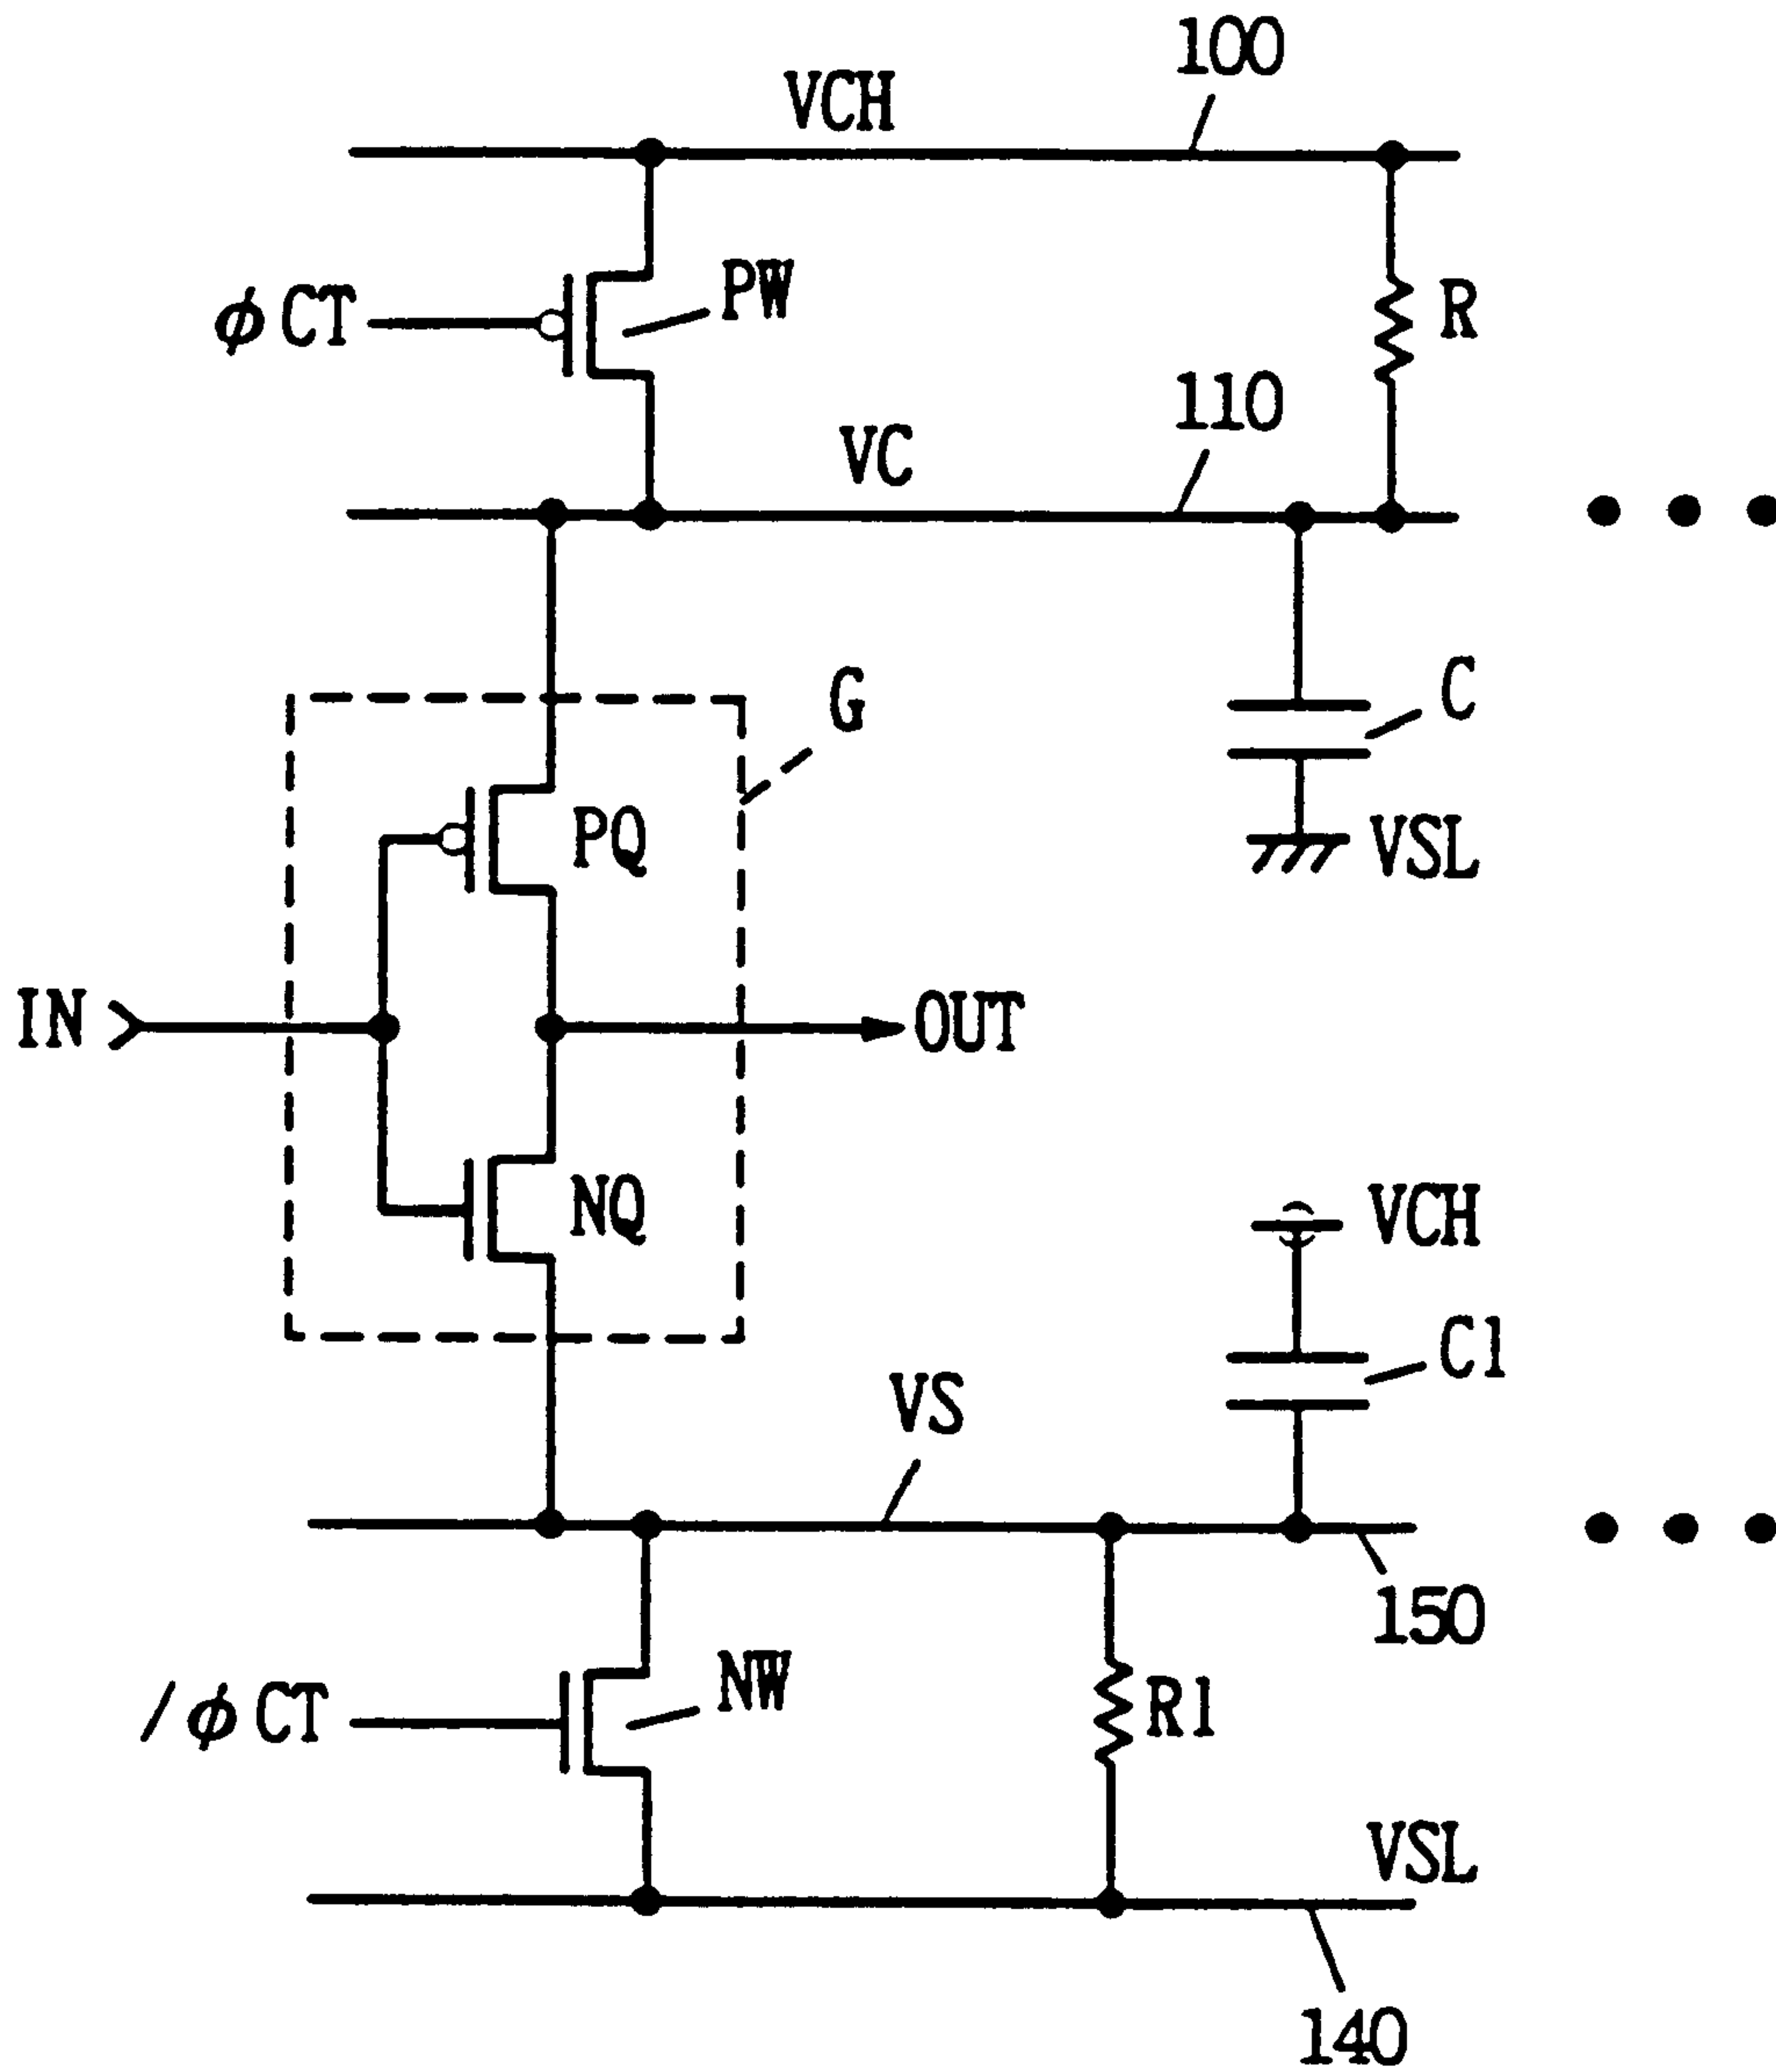 100
VCH
φCT
PW
R
110
VC
G
C
PQ
VSL
IN
OUT
NQ
VCH
C1
VS
150
/φCT
NW
R1
VSL
140